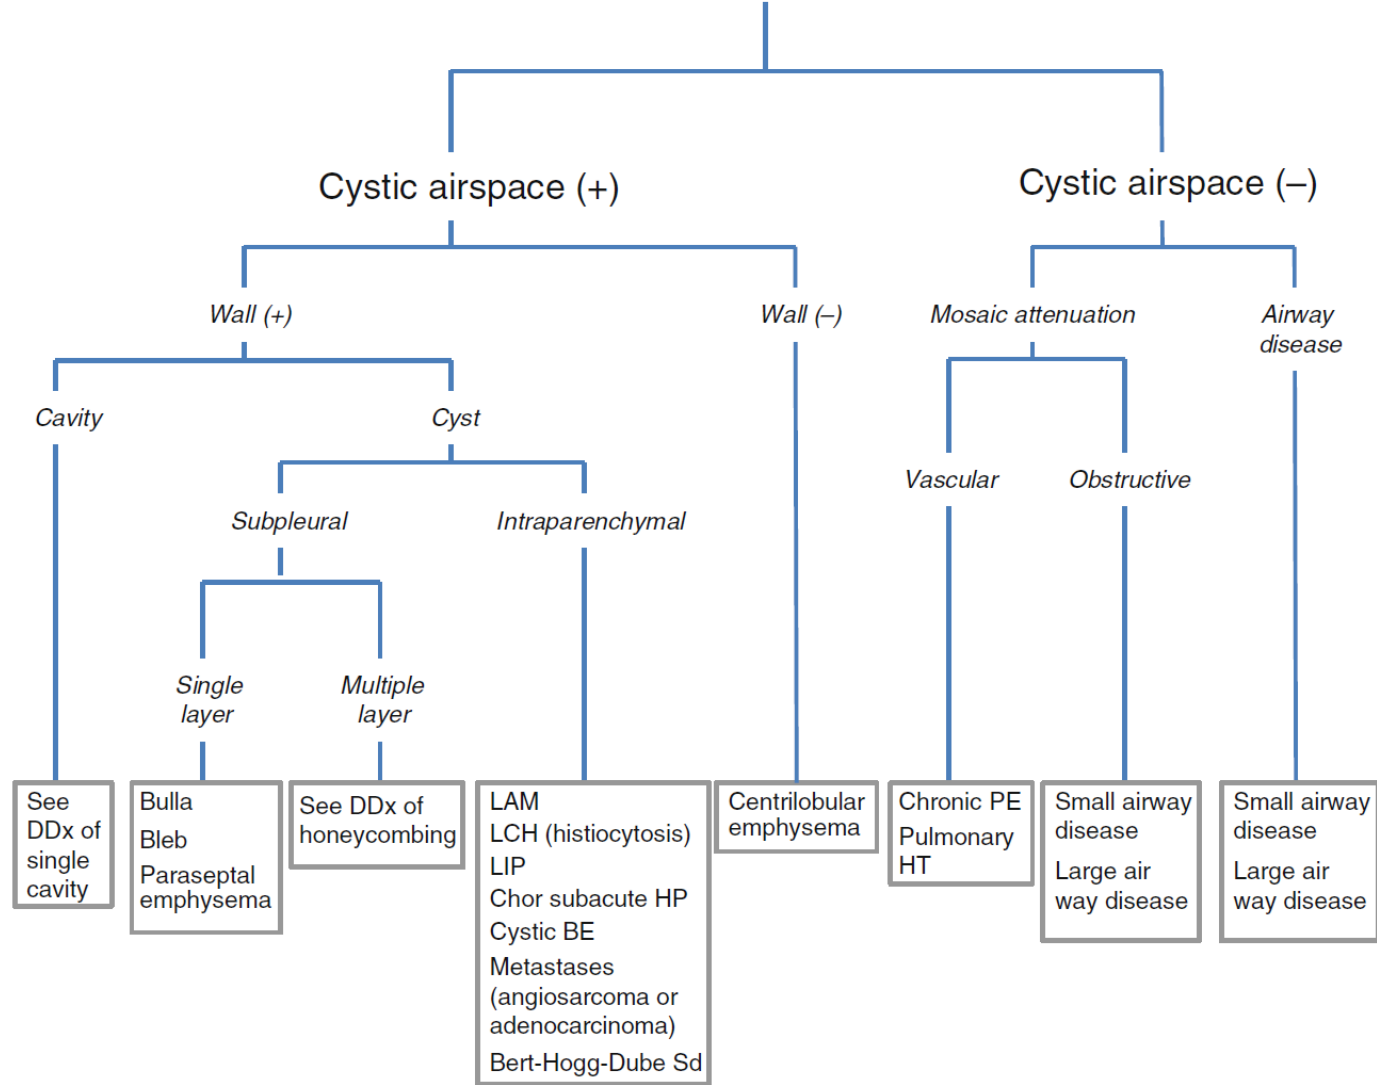 Cystic airspace (+)
Cystic airspace (–)
Wall (+)
Wall (–)
Mosaic attenuation
Airway
disease
Cavity
Cyst
Vascular
Obstructive
Subpleural
Intraparenchymal
Single
layer
Multiple
layer
See
DDx of
single
cavity
Bulla
Bleb
Paraseptal
emphysema
See DDx of
honeycombing
LAM
LCH (histiocytosis)
LIP
Chor subacute HP
Cystic BE
Metastases
(angiosarcoma or
adenocarcinoma)
Bert-Hogg-Dube Sd
Centrilobular
emphysema
Chronic PE
Pulmonary
HT
Small airway
disease
Large air
way disease
Small airway
disease
Large air
way disease